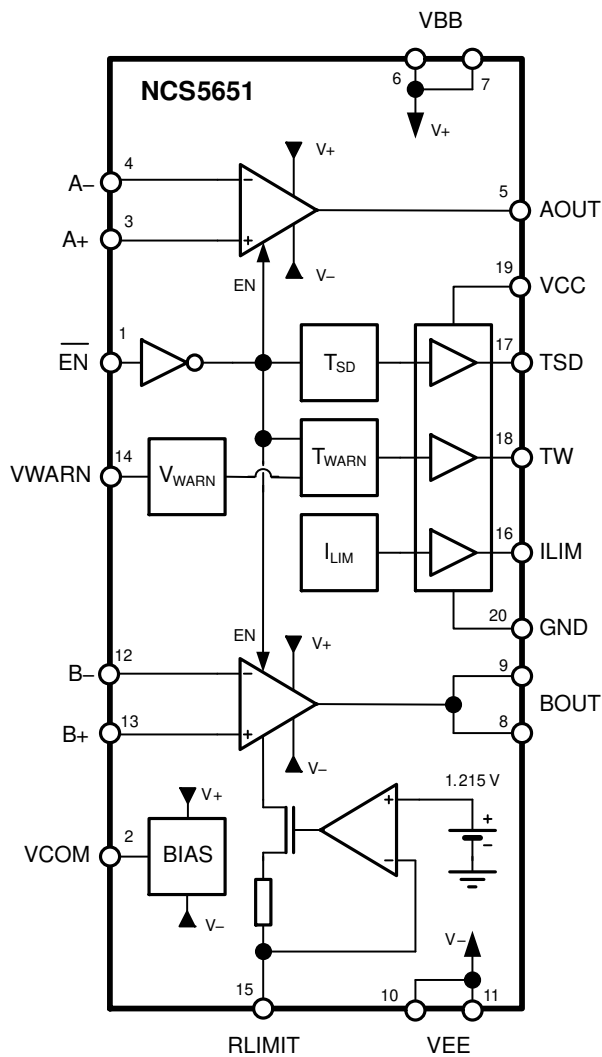 VBB
NCS5651
6
7
V+
4
A−
−
V+
5
AOUT
3
A+
+
V−
EN
19
VCC
1
EN
TSD
17
TSD
14
VWARN
VWARN
TWARN
18
TW
ILIM
16
ILIM
20
GND
EN
12
B−
−
V+
9
BOUT
13
B+
+
8
V−
1.215 V
V+
+
+
−
2
VCOM
BIAS
−
V−
V−
15
10
11
RLIMIT
VEE